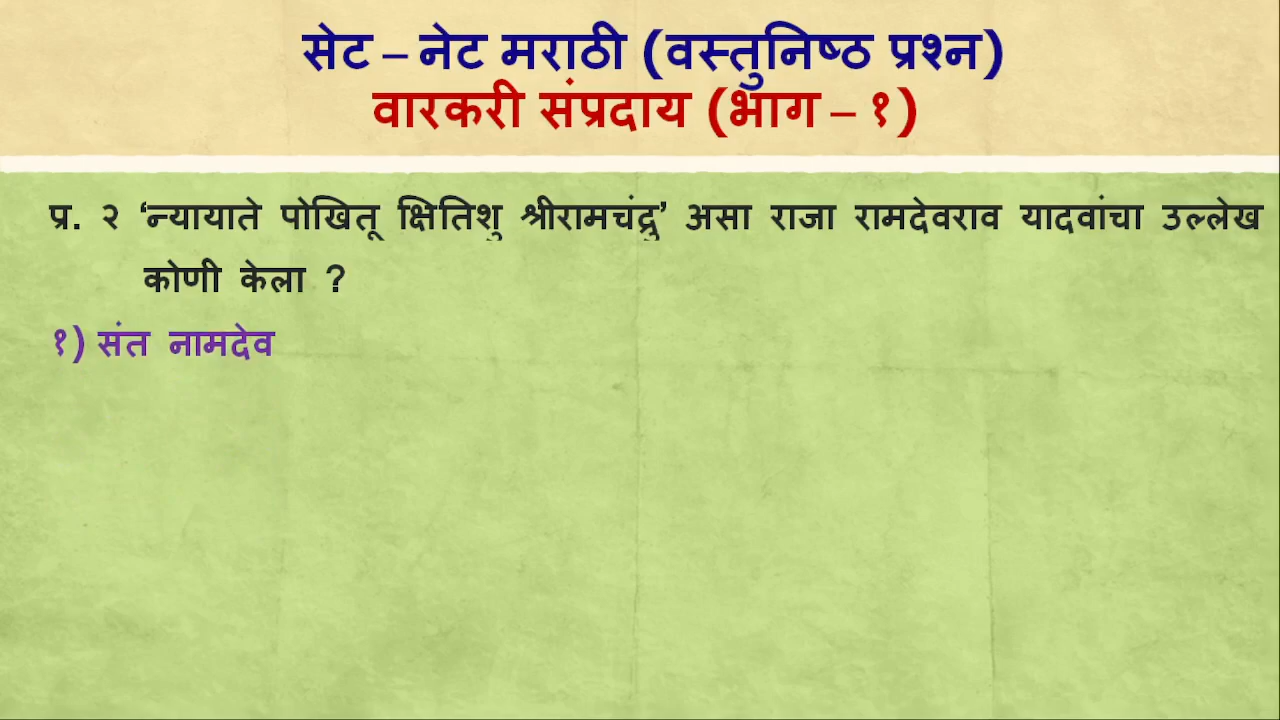 सेट – नेट मराठी (वस्तुनिष्ठ प्रश्न)
वारकरी संप्रदाय (भाग – १)
प्र. २ ‘न्यायाते पोखितू क्षितिशु श्रीरामचंद्रु’ असा राजा रामदेवराव यादवांचा उल्लेख
कोणी केला ?
१) संत नामदेव